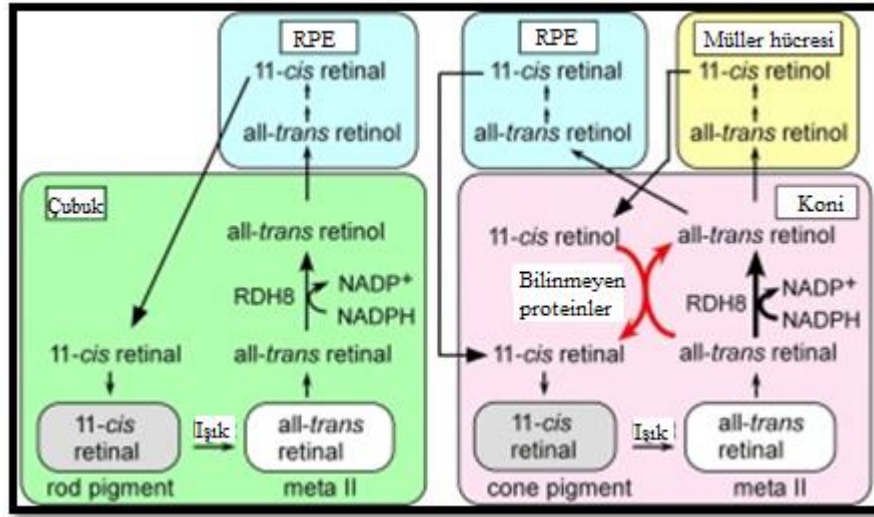 RPE
11-cis retinal
all-trans retinol
Çubuk
all-trans retinol
RDH8
NADP+
NADPH
11-cis retinal
all-trans retinal
11-cis
retinal
Işık
all-trans
retinal
rod pigment
meta II
RPE
11-cis retinal
all-trans retinol
Müller hücresi
11-cis retinol
all-trans retinol
Koni
11-cis retinol
all-trans retinol
Bilinmeyen
proteinler
RDH8
NADP+
NADPH
11-cis retinal
all-trans retinal
11-cis
retinal
Işık
all-trans
retinal
cone pigment
meta II